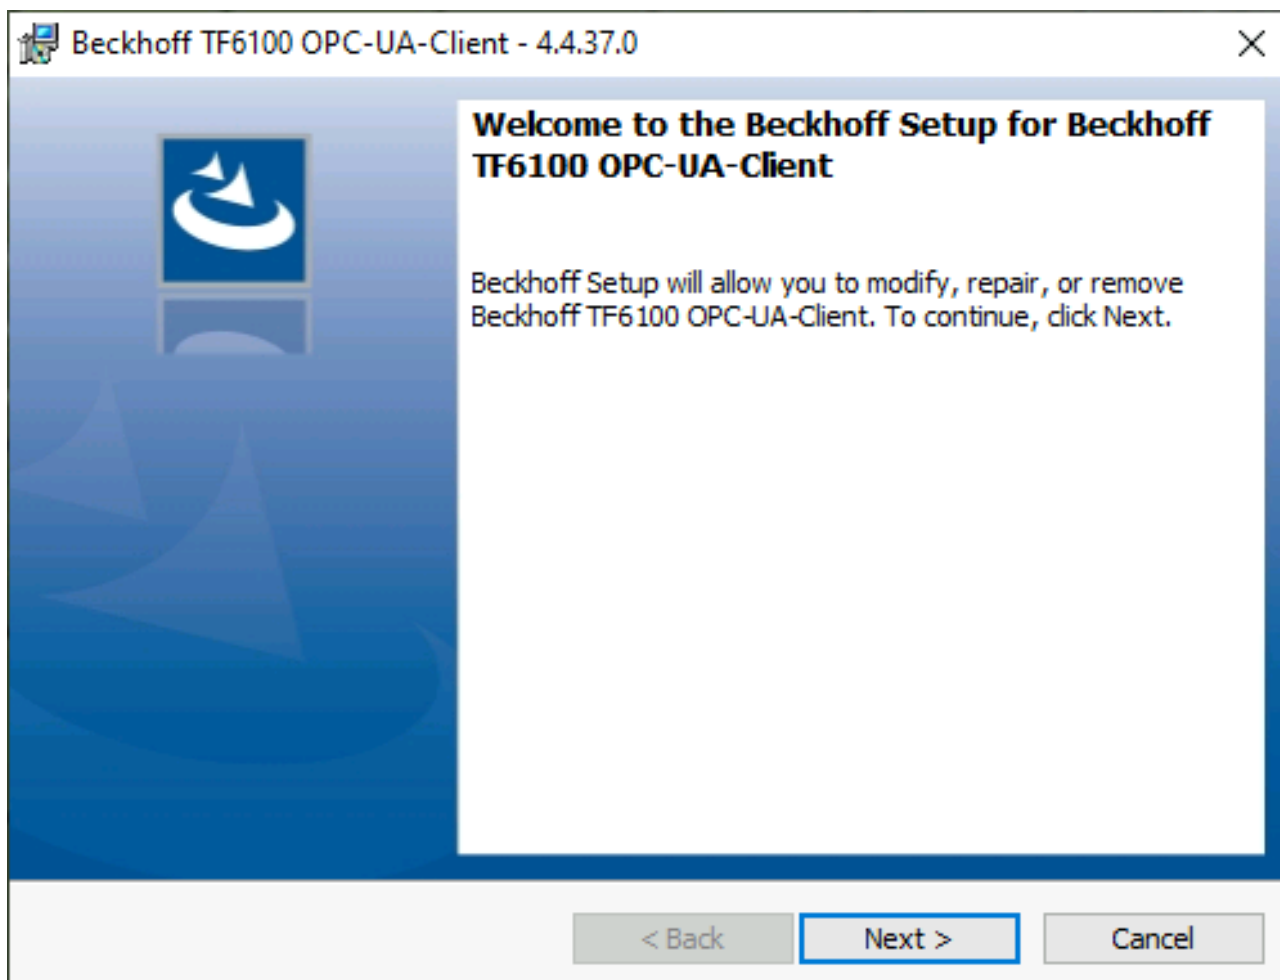 Beckhoff TF6100 OPC-UA-Client - 4.4.37.0
Welcome to the Beckhoff Setup for Beckhoff
TF6100 OPC-UA-Client
Beckhoff Setup will allow you to modify, repair, or remove
Beckhoff TF6100 OPC-UA-Client. To continue, click Next.
< Back Next > Cancel